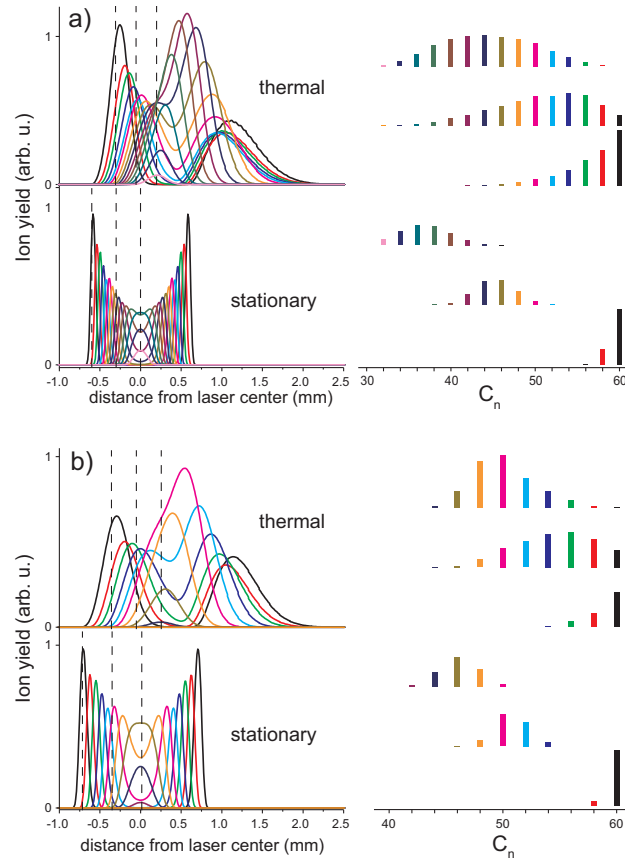 a)
1
thermal
0
1
stationary
0
Ion yield (arb. u.)
-1.0 -0.5 0.0 0.5 1.0 1.5 2.0 2.5
distance from laser center (mm)
30 40 50 60
Cn
b)
1
thermal
0
1
stationary
0
Ion yield (arb. u.)
-1.0 -0.5 0.0 0.5 1.0 1.5 2.0 2.5
distance from laser center (mm)
40 50 60
Cn